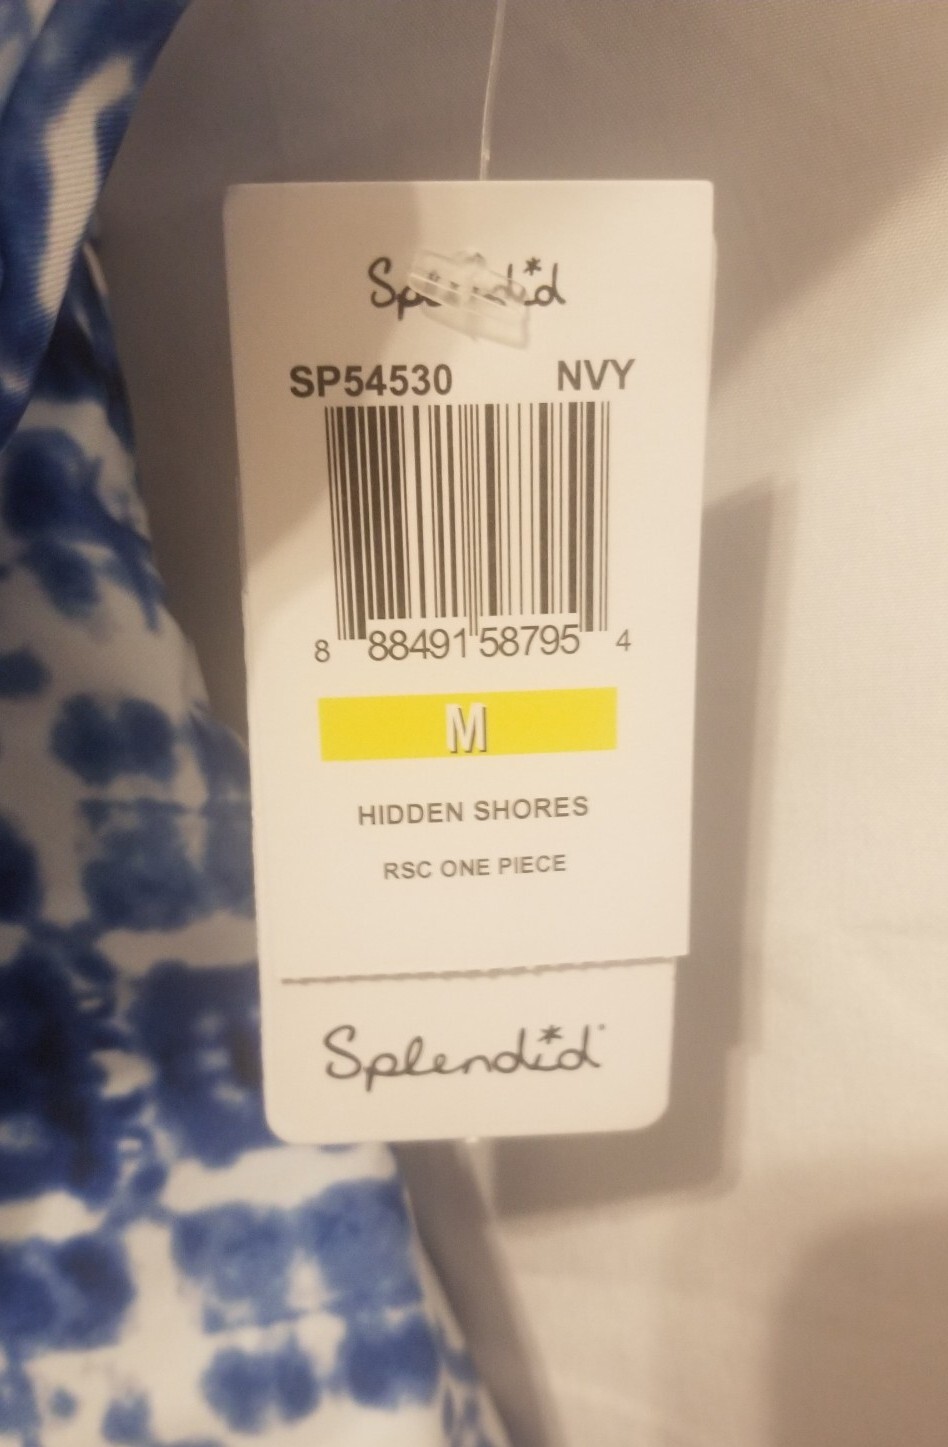 Splendid
SP54530 NVY
8 88491 58795 4
M
HIDDEN SHORES
RSC ONE PIECE
Splendid